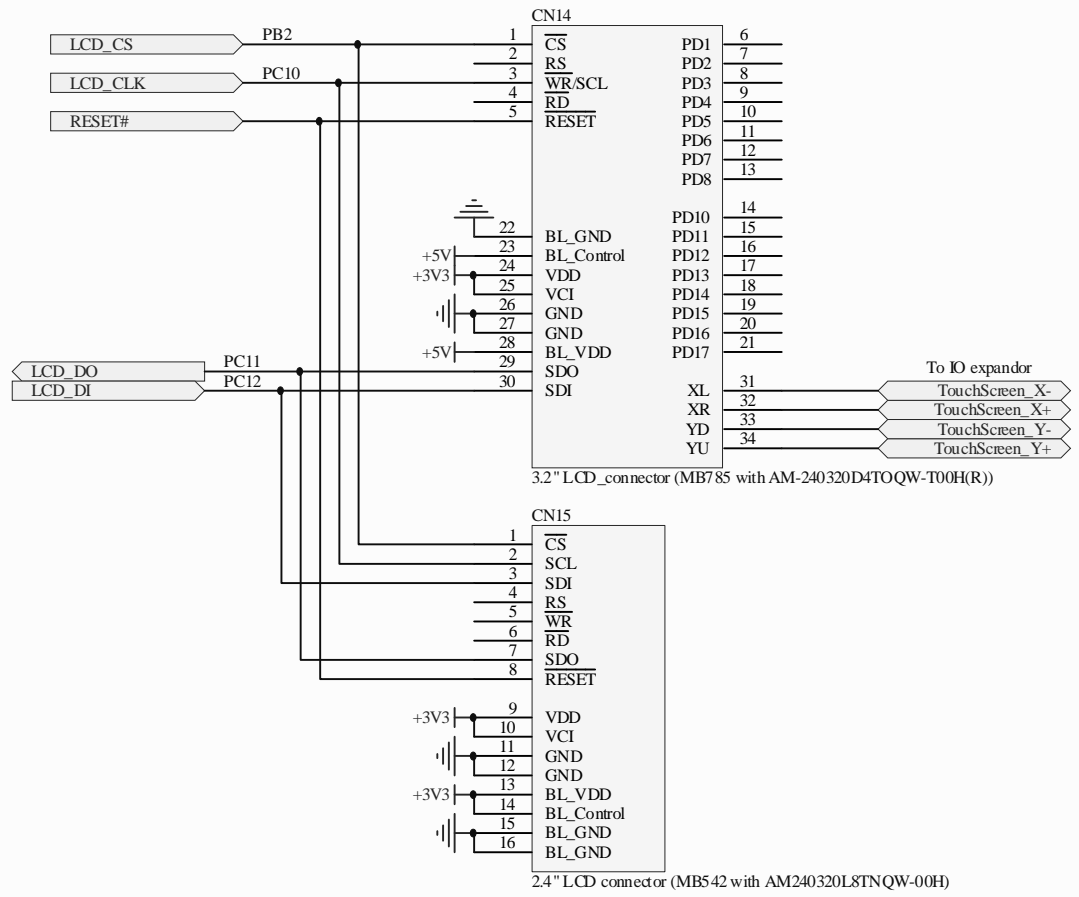 CN14
LCD_CS PB2 1 CS PD1 6
2 RS PD2 7
LCD_CLK PC10 3 WR/SCL PD3 8
4 RD PD4 9
RESET# 5 RESET PD5 10
PD6 11
PD7 12
PD8 13
PD10 14
22 BL_GND PD11 15
+5V 23 BL_Control PD12 16
+3V3 24 VDD PD13 17
25 VCI PD14 18
26 GND PD15 19
27 GND PD16 20
+5V 28 BL_VDD PD17 21
LCD_DO PC11 29 SDO
To IO expandor
LCD_DI PC12 30 SDI XL 31 TouchScreen_X-
XR 32 TouchScreen_X+
YD 33 TouchScreen_Y-
YU 34 TouchScreen_Y+
3.2" LCD_connector (MB785 with AM-240320D4TOQW-T00H(R))
CN15
1 CS
2 SCL
3 SDI
4 RS
5 WR
6 RD
7 SDO
8 RESET
+3V3 9 VDD
10 VCI
11 GND
12 GND
+3V3 13 BL_VDD
14 BL_Control
15 BL_GND
16 BL_GND
2.4" LCD connector (MB542 with AM240320L8TNQW-00H)